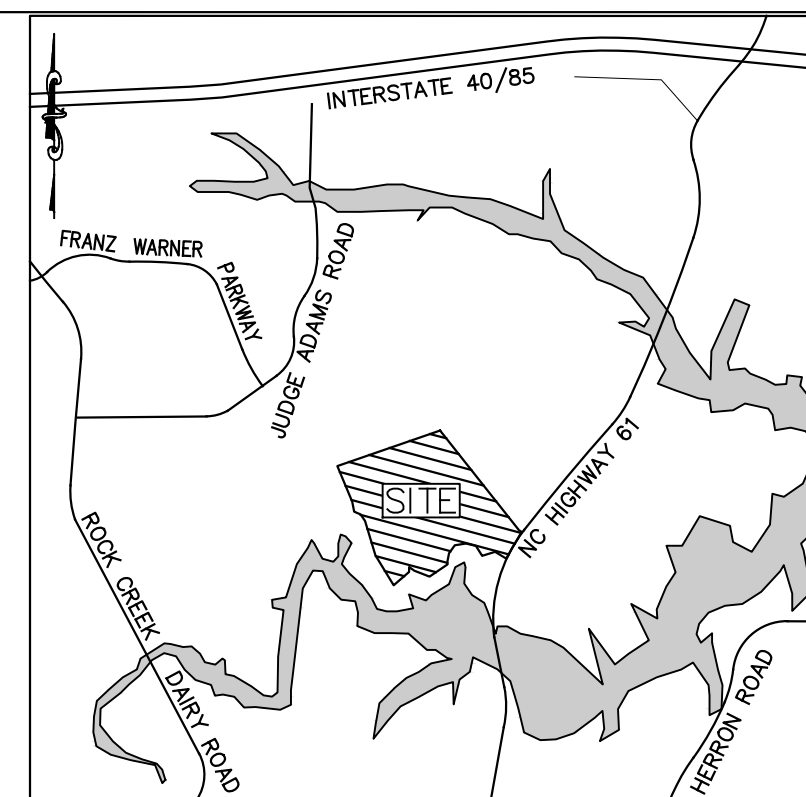 INTERSTATE 40/85
FRANZ WARNER
PARKWAY
JUDGE ADAMS ROAD
SITE
NC HIGHWAY 61
ROCK CREEK
DAIRY ROAD
HERRON ROAD